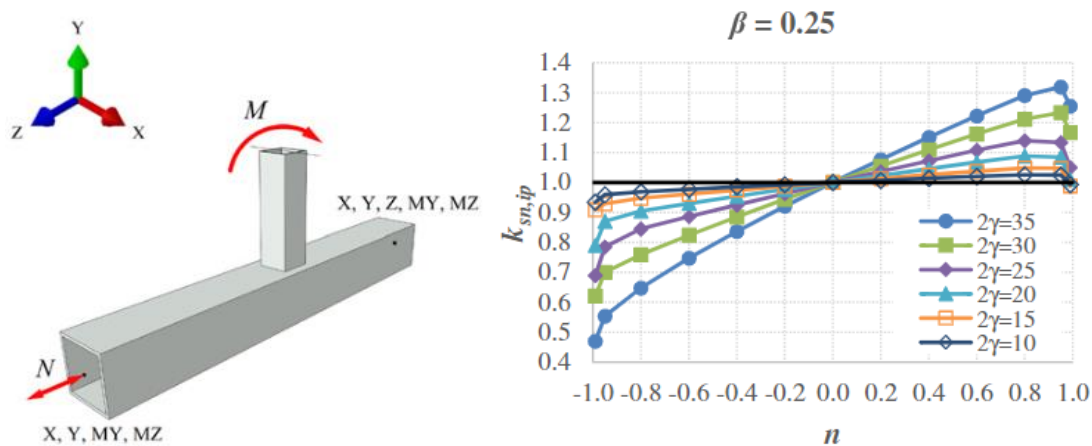 Y
Z
X
M
X, Y, Z, MY, MZ
N
X, Y, MY, MZ
β = 0.25
k_{sn,ip}
1.4
1.3
1.2
1.1
1.0
0.9
0.8
0.7
0.6
0.5
0.4
2γ=35
2γ=30
2γ=25
2γ=20
2γ=15
2γ=10
-1.0 -0.8 -0.6 -0.4 -0.2 0.0 0.2 0.4 0.6 0.8 1.0
n